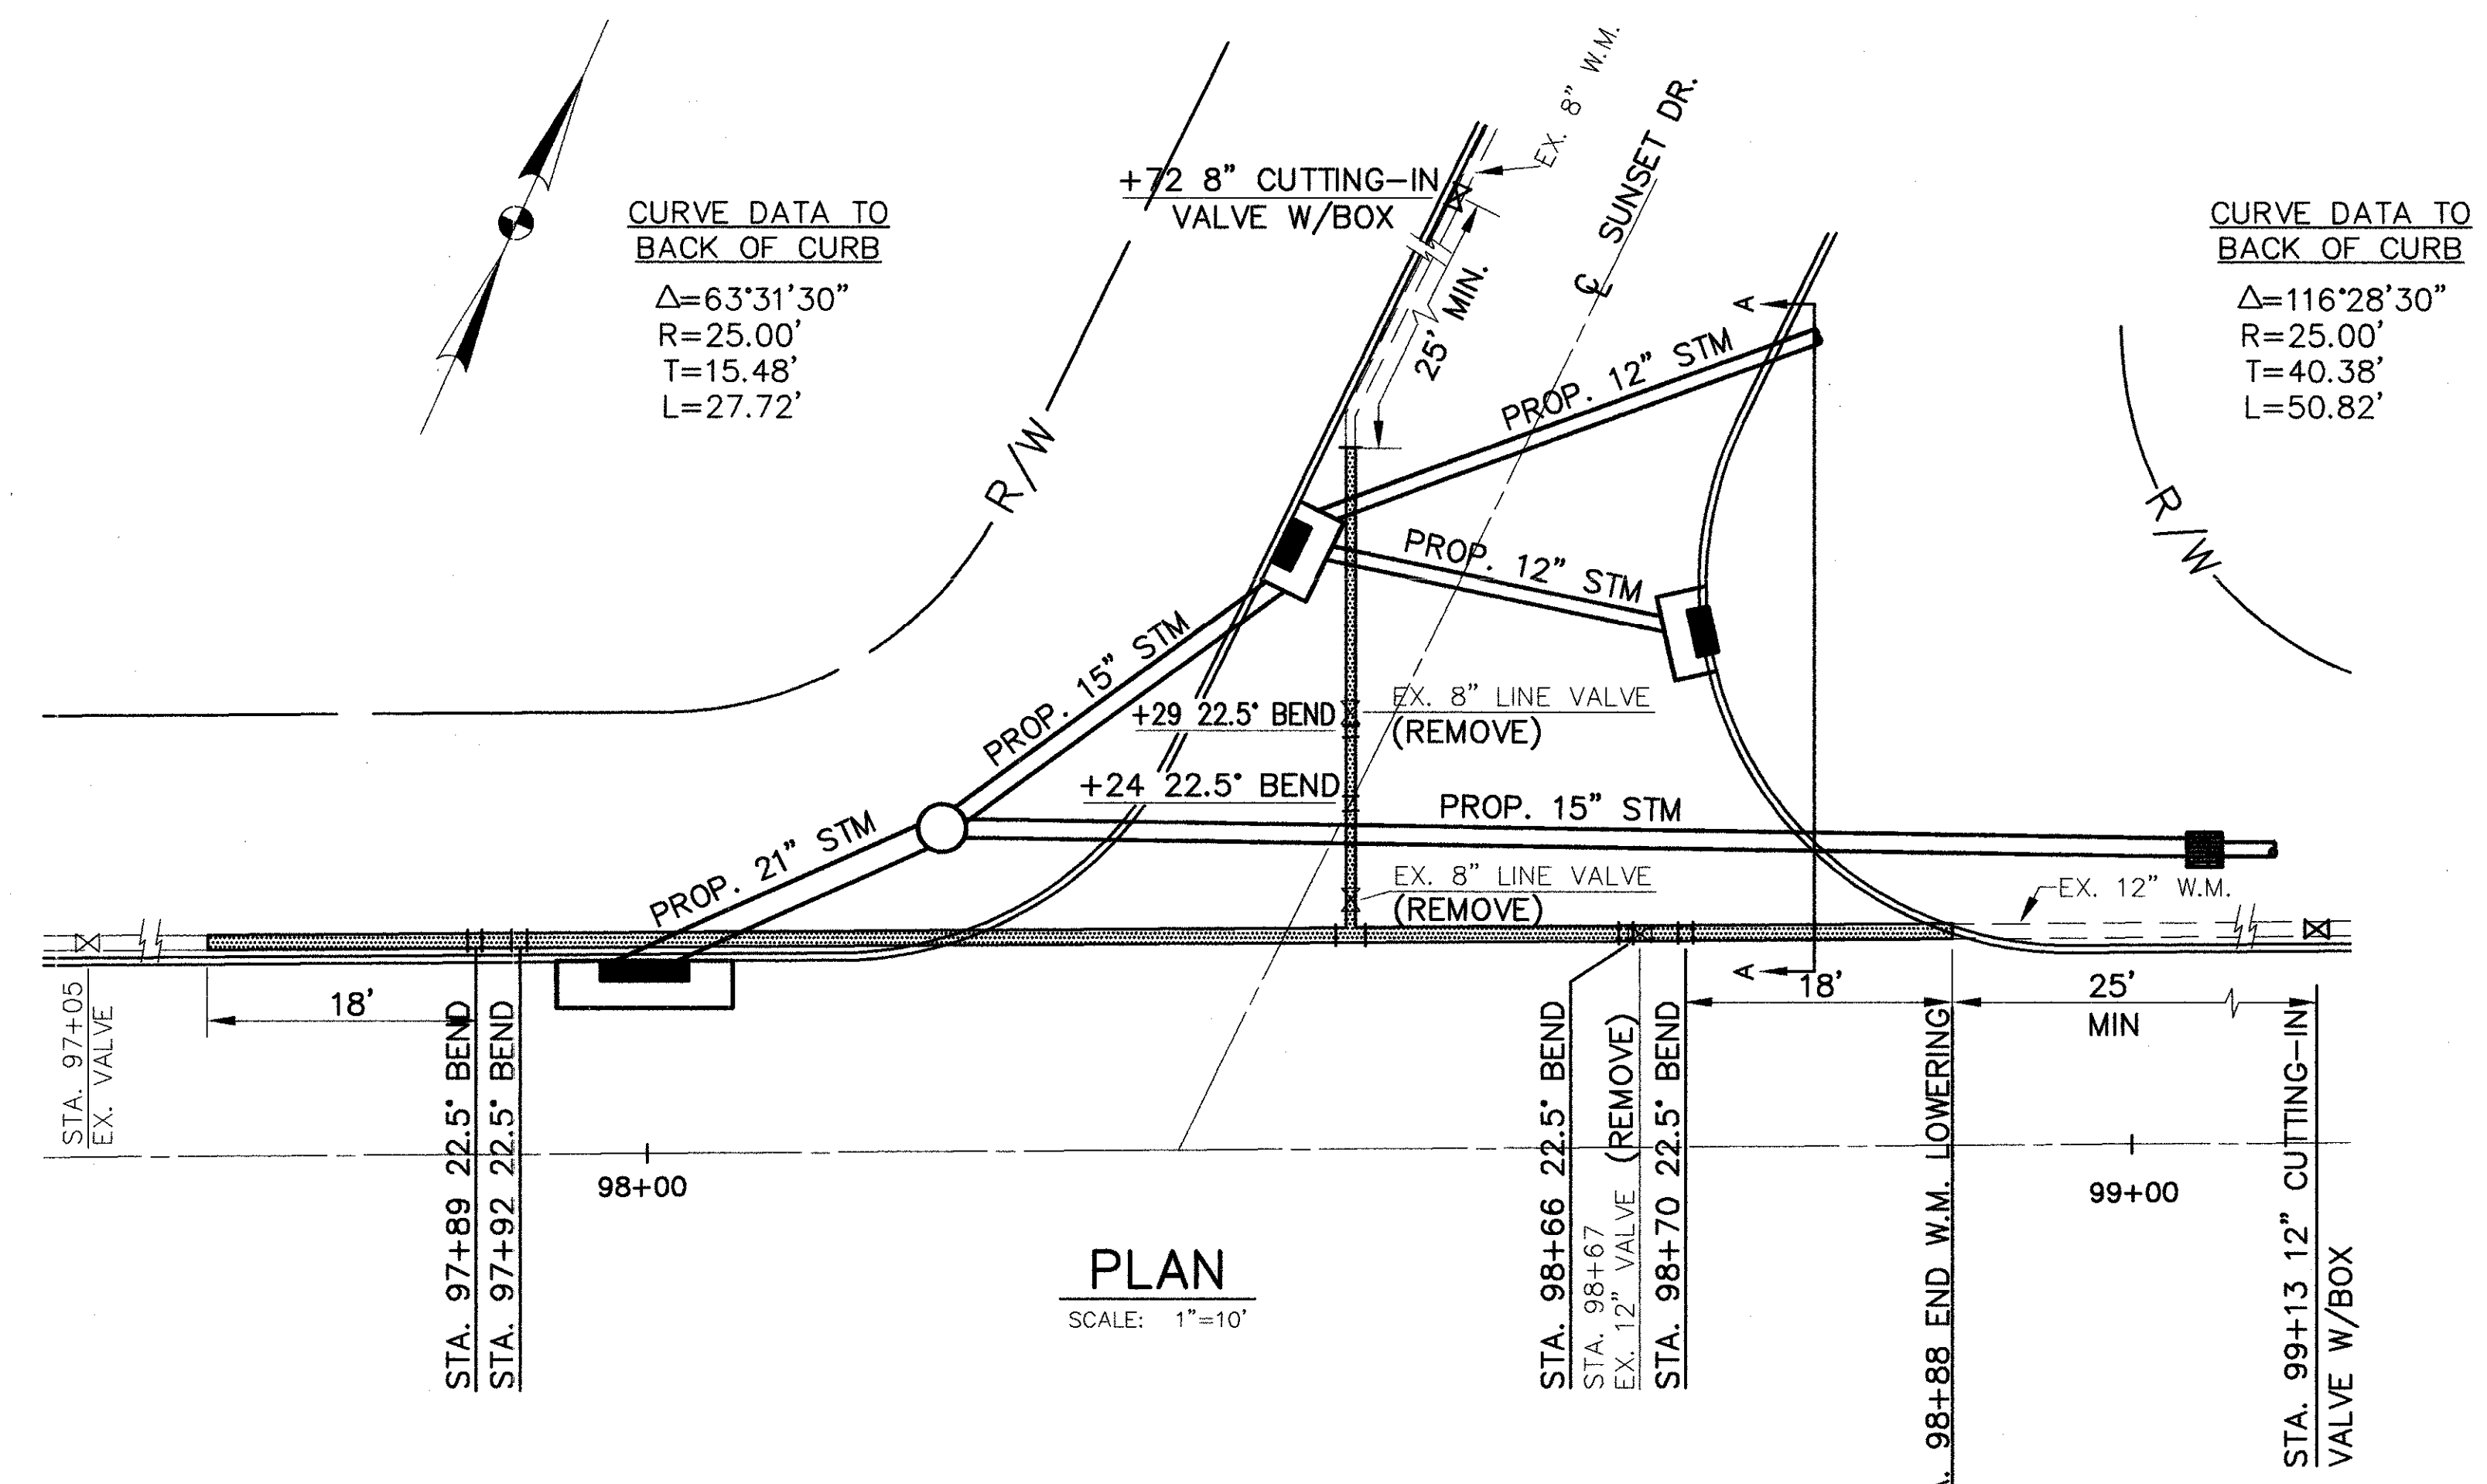 +72 8" CUTTING-IN
VALVE W/BOX
EX. 8" W.M.
SUNSET DR.
CURVE DATA TO
BACK OF CURB
Δ=63°31'30"
R=25.00'
T=15.48'
L=27.72'
CURVE DATA TO
BACK OF CURB
Δ=116°28'30"
R=25.00'
T=40.38'
L=50.82'
25' MIN.
A
PROP. 12" STM
R/W
R/W
PROP. 12" STM
PROP. 15" STM
+29 22.5° BEND
EX. 8" LINE VALVE
(REMOVE)
+24 22.5° BEND
PROP. 15" STM
PROP. 21" STM
EX. 8" LINE VALVE
(REMOVE)
EX. 12" W.M.
A
18'
18'
25'
MIN
STA. 97+05
EX. VALVE
STA. 97+89 22.5° BEND
STA. 97+92 22.5° BEND
STA. 98+66 22.5° BEND
STA. 98+67
EX. 12" VALVE (REMOVE)
STA. 98+70 22.5° BEND
98+88 END W.M. LOWERING
STA. 99+13 12" CUTTING-IN
VALVE W/BOX
98+00
99+00
PLAN
SCALE: 1"=10'